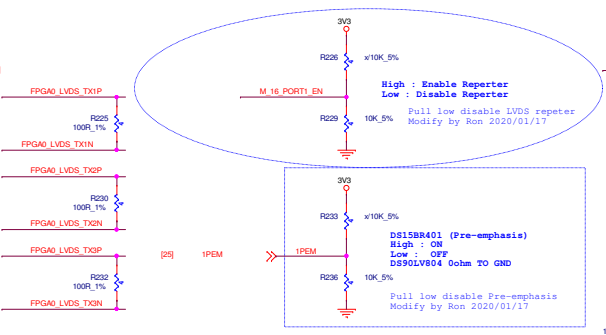 3V3
R226
x/10K_5%
High : Enable Reperter
Low : Disable Reperter
FPGA0_LVDS_TX1P
M_16_PORT1_EN
R225
100R_1%
R229
10K_5%
Pull low disable LVDS repeter
Modify by Ron 2020/01/17
FPGA0_LVDS_TX1N
FPGA0_LVDS_TX2P
3V3
R230
100R_1%
R233
x/10K_5%
FPGA0_LVDS_TX2N
DS15BR401 (Pre-emphasis)
High : ON
Low : OFF
DS90LV804 0ohm TO GND
FPGA0_LVDS_TX3P
[25]
1PEM
1PEM
R232
100R_1%
R236
10K_5%
Pull low disable Pre-emphasis
Modify by Ron 2020/01/17
FPGA0_LVDS_TX3N